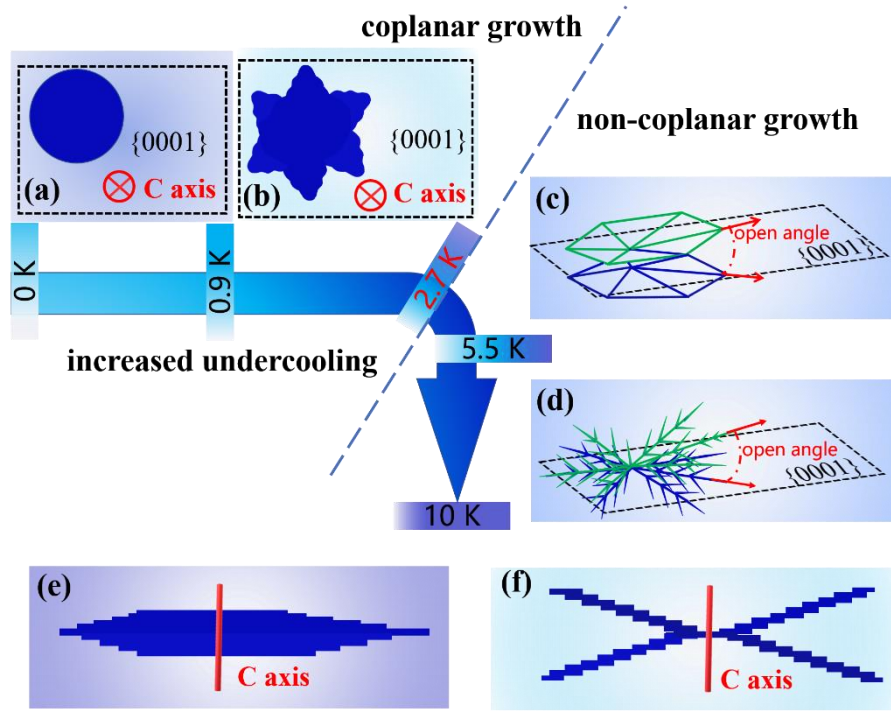 coplanar growth
non-coplanar growth
(a)
{0001}
C axis
(b)
{0001}
C axis
0 K
0.9 K
2.7 K
increased undercooling
5.5 K
10 K
(c)
open angle
{0001}
(d)
open angle
{0001}
(e)
C axis
(f)
C axis